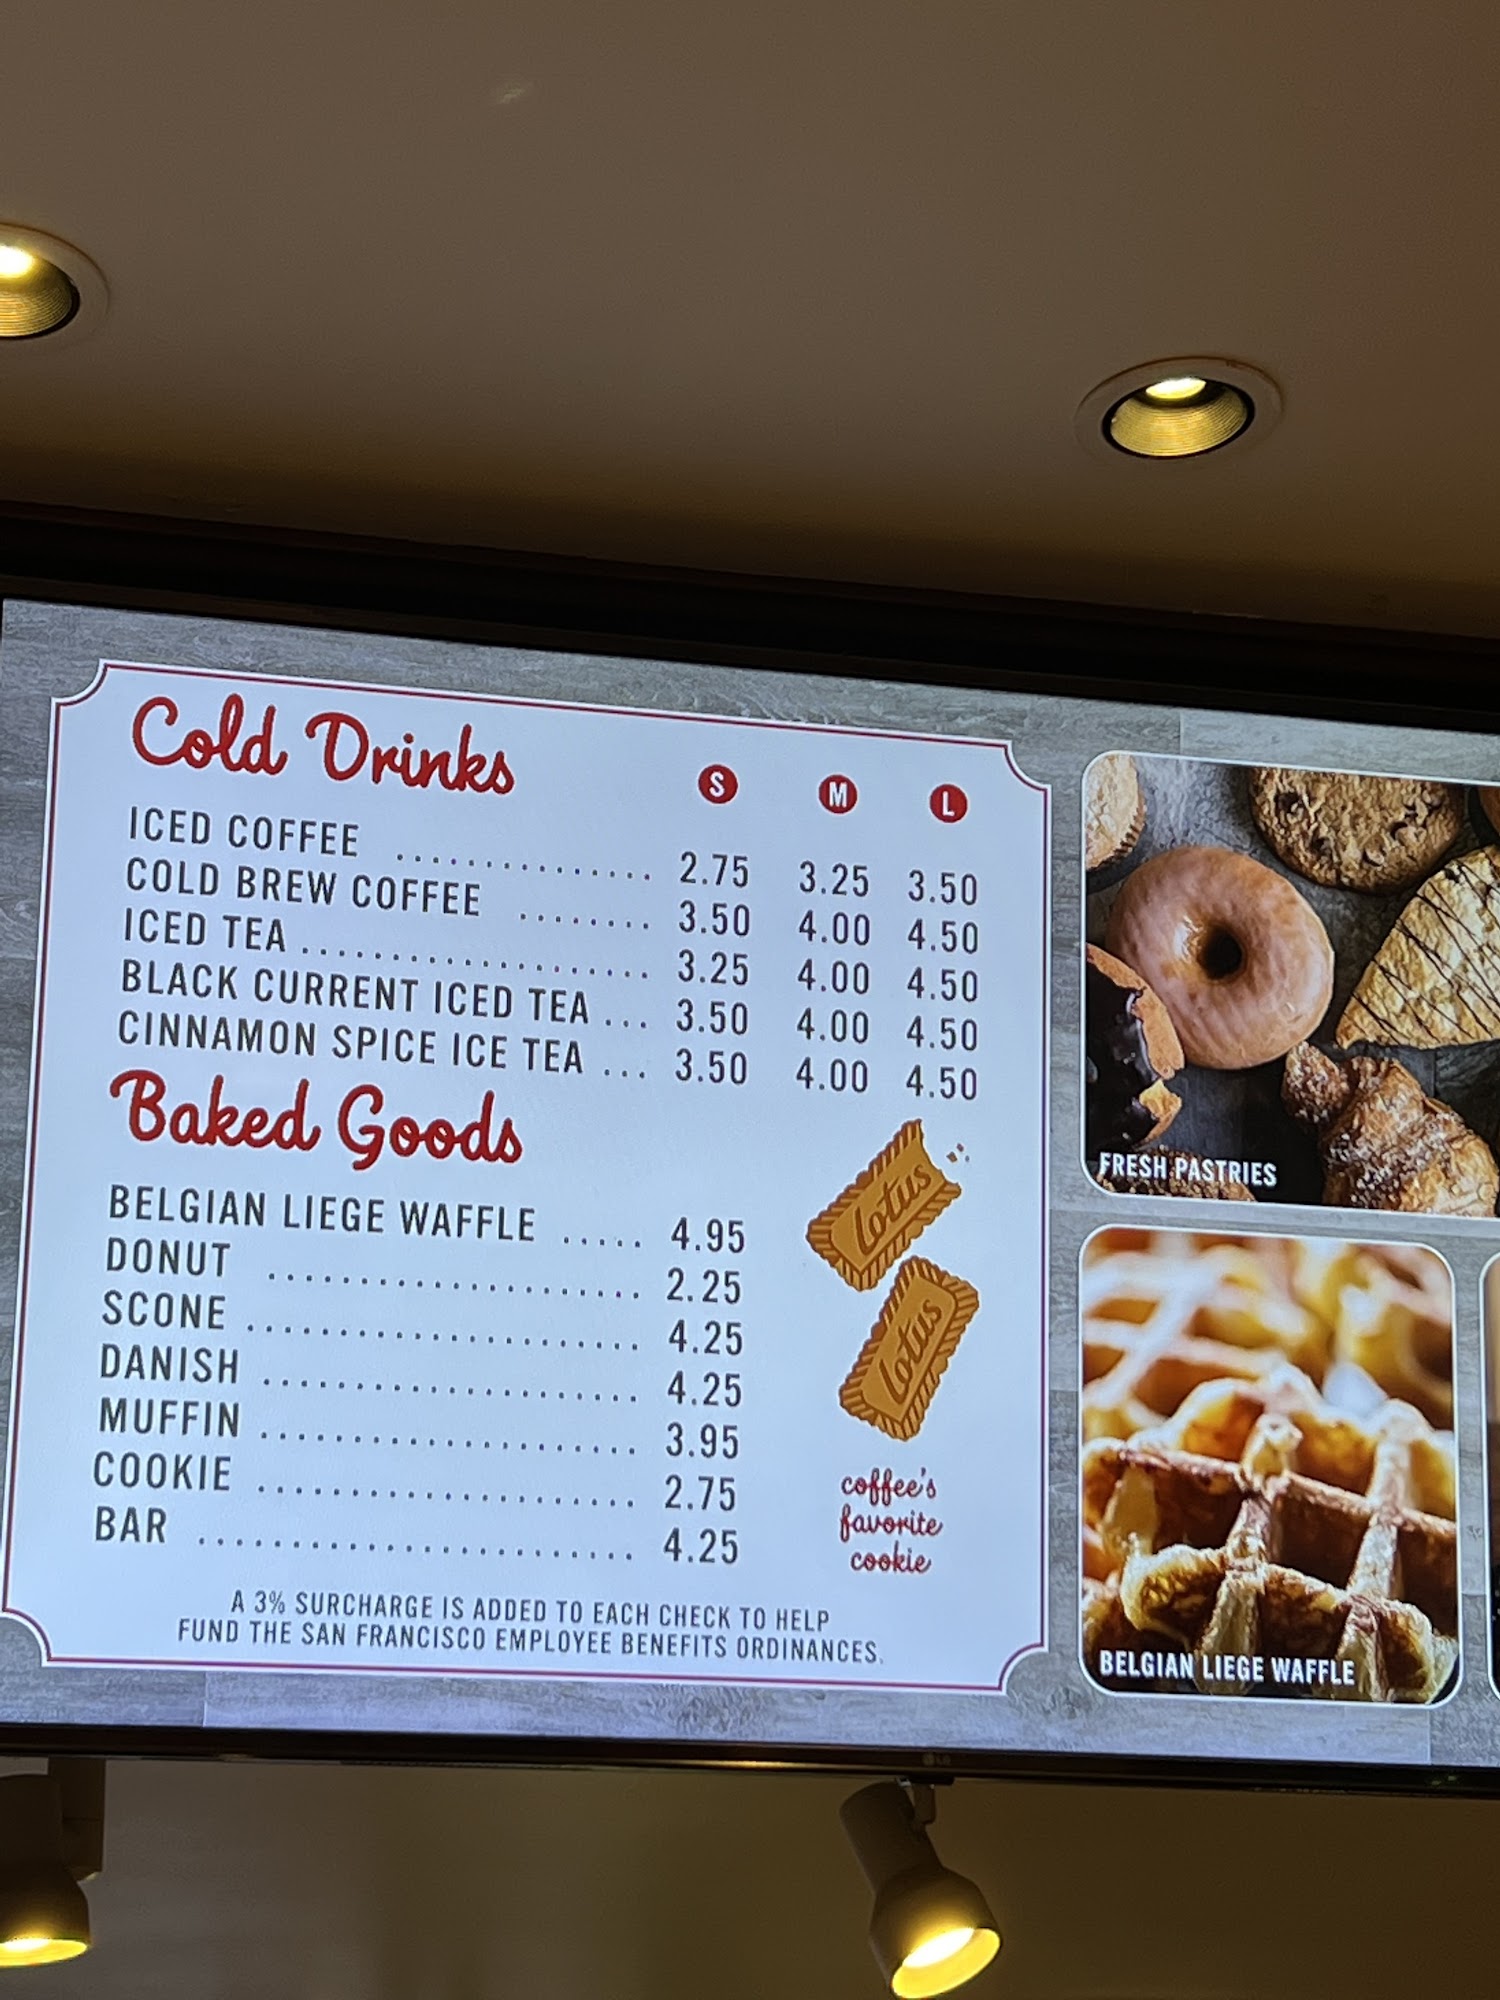 Cold Drinks S M L
ICED COFFEE ................ 2.75 3.25 3.50
COLD BREW COFFEE ........ 3.50 4.00 4.50
ICED TEA ..................... 3.25 4.00 4.50
BLACK CURRENT ICED TEA ... 3.50 4.00 4.50
CINNAMON SPICE ICE TEA ... 3.50 4.00 4.50
Baked Goods
BELGIAN LIEGE WAFFLE ..... 4.95
DONUT ...................... 2.25
SCONE ........................ 4.25
DANISH ...................... 4.25
MUFFIN ...................... 3.95
COOKIE ...................... 2.75
BAR .......................... 4.25
Lotus
Lotus
coffee's
favorite
cookie
A 3% SURCHARGE IS ADDED TO EACH CHECK TO HELP
FUND THE SAN FRANCISCO EMPLOYEE BENEFITS ORDINANCES.
FRESH PASTRIES
BELGIAN LIEGE WAFFLE